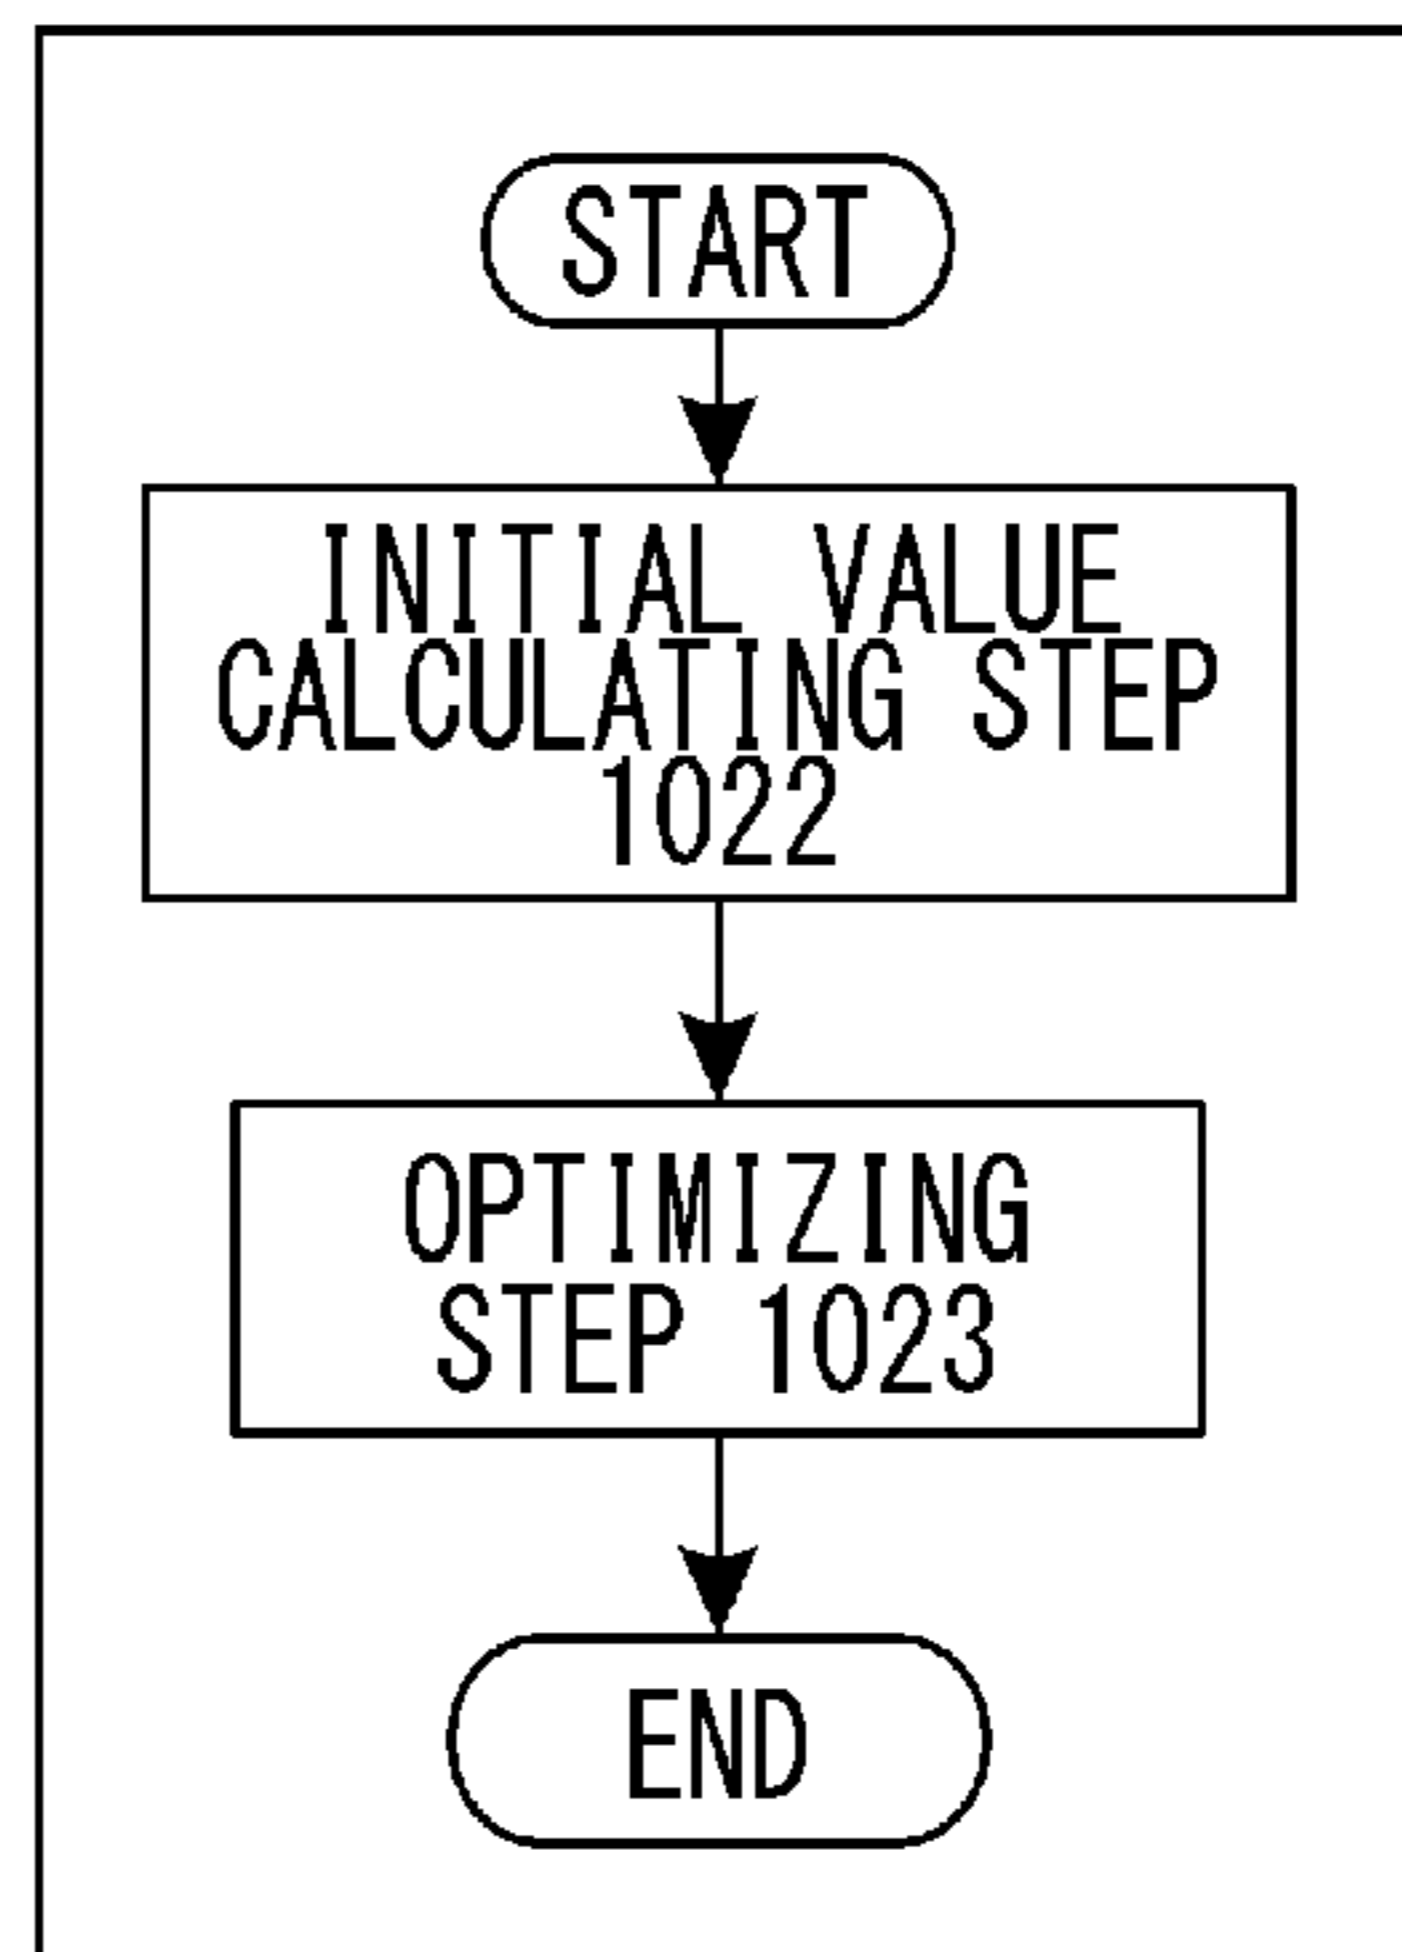 START
INITIAL VALUE
CALCULATING STEP
1022
OPTIMIZING
STEP 1023
END